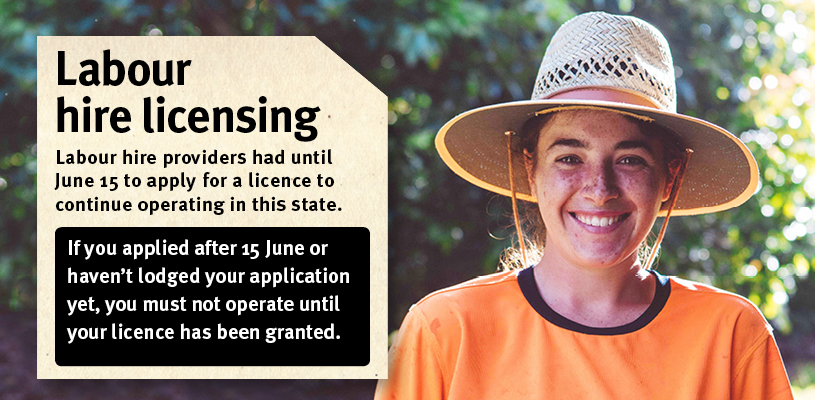 Labour
hire licensing
Labour hire providers had until
June 15 to apply for a licence to
continue operating in this state.
If you applied after 15 June or
haven't lodged your application
yet, you must not operate until
your licence has been granted.